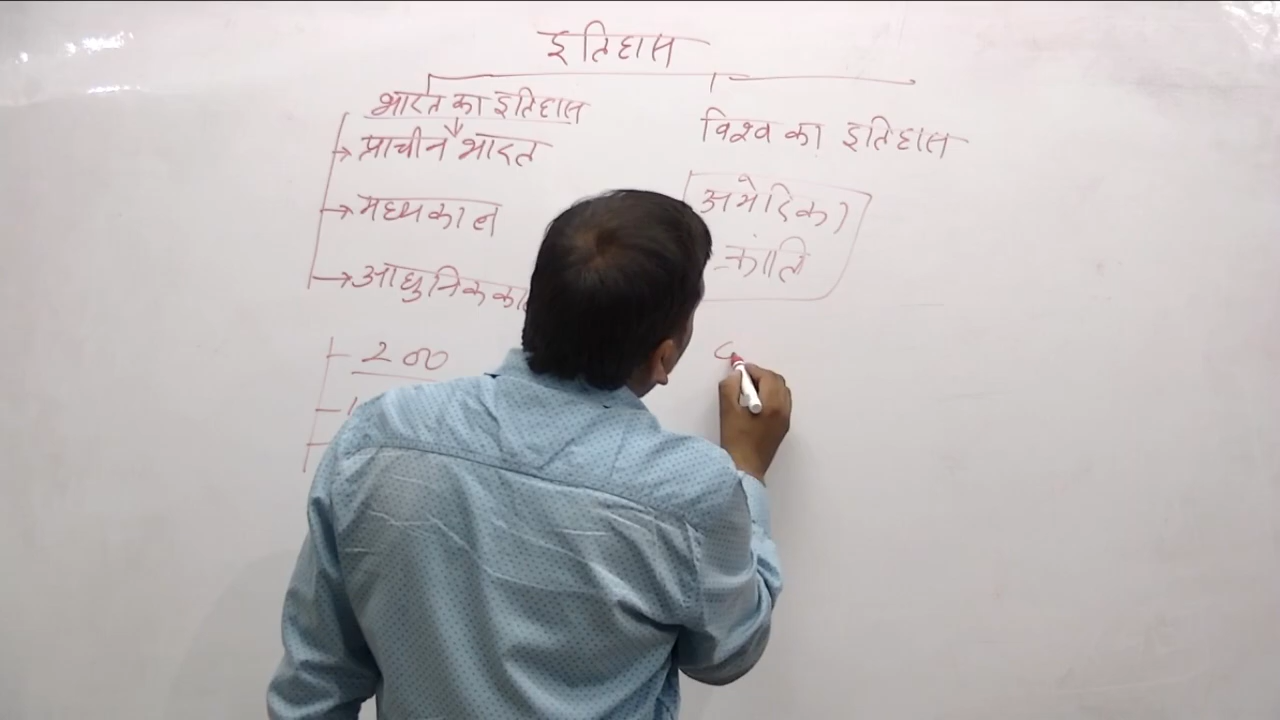 इतिहास
भारत का इतिहास
प्राचीन भारत
मध्यकाल
आधुनिक
200
विश्व का इतिहास
अमेरिका
क्रांति